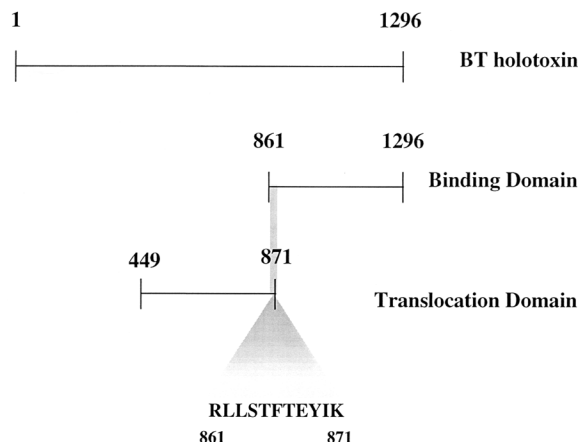 1 1296
BT holotoxin
861 1296
Binding Domain
449 871
Translocation Domain
RLLSTFTEYIK
861 871